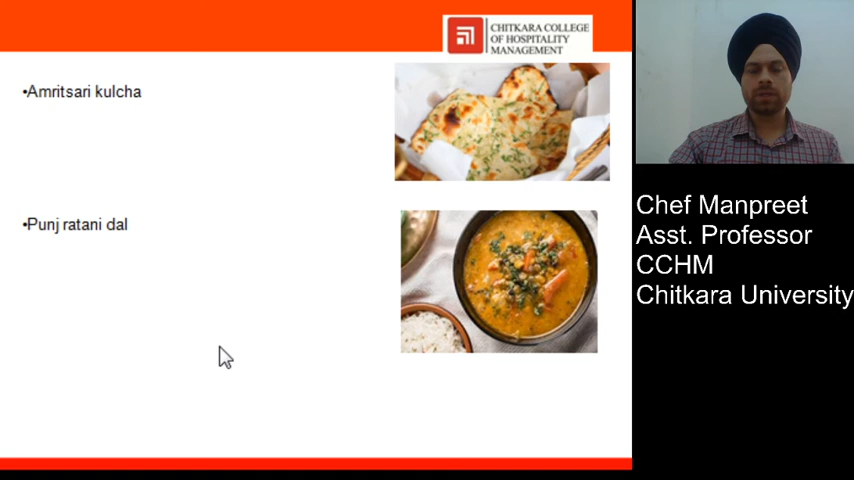 CHITKARA COLLEGE
OF HOSPITALITY
MANAGEMENT
•Amritsari kulcha
•Punj ratani dal
Chef Manpreet
Asst. Professor
CCHM
Chitkara University